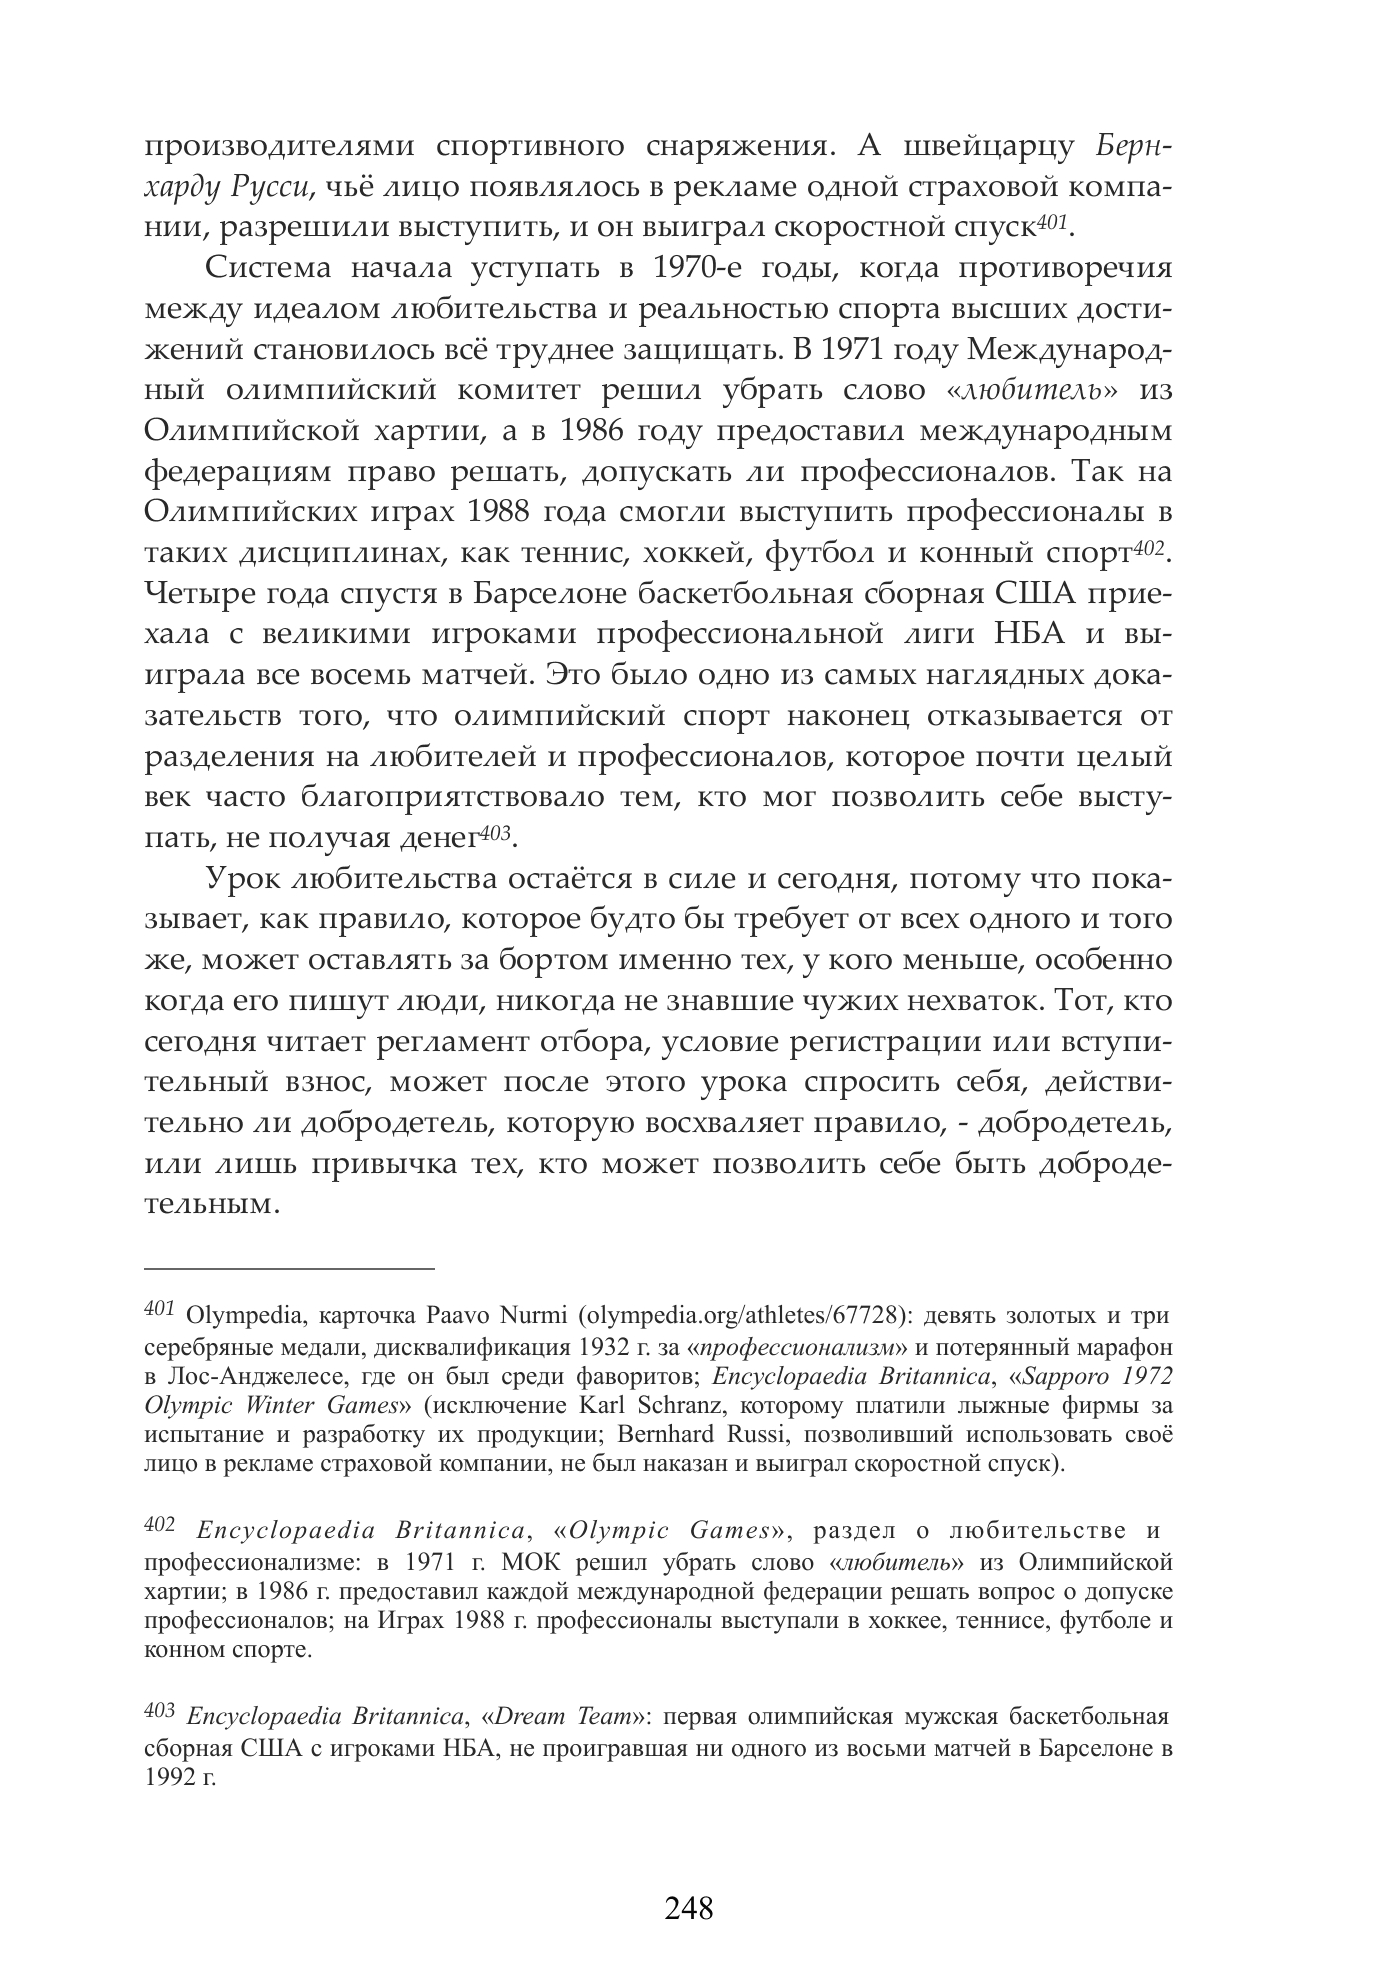 производителями спортивного снаряжения. А швейцарцу Берн-
харду Русси, чьё лицо появлялось в рекламе одной страховой компа-
нии, разрешили выступить, и он выиграл скоростной спуск401.
Система начала уступать в 1970-е годы, когда противоречия
между идеалом любительства и реальностью спорта высших дости-
жений становилось всё труднее защищать. В 1971 году Международ-
ный олимпийский комитет решил убрать слово «любитель» из
Олимпийской хартии, а в 1986 году предоставил международным
федерациям право решать, допускать ли профессионалов. Так на
Олимпийских играх 1988 года смогли выступить профессионалы в
таких дисциплинах, как теннис, хоккей, футбол и конный спорт402.
Четыре года спустя в Барселоне баскетбольная сборная США прие-
хала с великими игроками профессиональной лиги НБА и вы-
играла все восемь матчей. Это было одно из самых наглядных дока-
зательств того, что олимпийский спорт наконец отказывается от
разделения на любителей и профессионалов, которое почти целый
век часто благоприятствовало тем, кто мог позволить себе высту-
пать, не получая денег403.
Урок любительства остаётся в силе и сегодня, потому что пока-
зывает, как правило, которое будто бы требует от всех одного и того
же, может оставлять за бортом именно тех, у кого меньше, особенно
когда его пишут люди, никогда не знавшие чужих нехваток. Тот, кто
сегодня читает регламент отбора, условие регистрации или вступи-
тельный взнос, может после этого урока спросить себя, действи-
тельно ли добродетель, которую восхваляет правило, - добродетель,
или лишь привычка тех, кто может позволить себе быть доброде-
тельным.
401 Olympedia, карточка Paavo Nurmi (olympedia.org/athletes/67728): девять золотых и три
серебряные медали, дисквалификация 1932 г. за «профессионализм» и потерянный марафон
в Лос-Анджелесе, где он был среди фаворитов; Encyclopaedia Britannica, «Sapporo 1972
Olympic Winter Games» (исключение Karl Schranz, которому платили лыжные фирмы за
испытание и разработку их продукции; Bernhard Russi, позволивший использовать своё
лицо в рекламе страховой компании, не был наказан и выиграл скоростной спуск).
402 Encyclopaedia Britannica, «Olympic Games», раздел о любительстве и
профессионализме: в 1971 г. МОК решил убрать слово «любитель» из Олимпийской
хартии; в 1986 г. предоставил каждой международной федерации решать вопрос о допуске
профессионалов; на Играх 1988 г. профессионалы выступали в хоккее, теннисе, футболе и
конном спорте.
403 Encyclopaedia Britannica, «Dream Team»: первая олимпийская мужская баскетбольная
сборная США с игроками НБА, не проигравшая ни одного из восьми матчей в Барселоне в
1992 г.
248